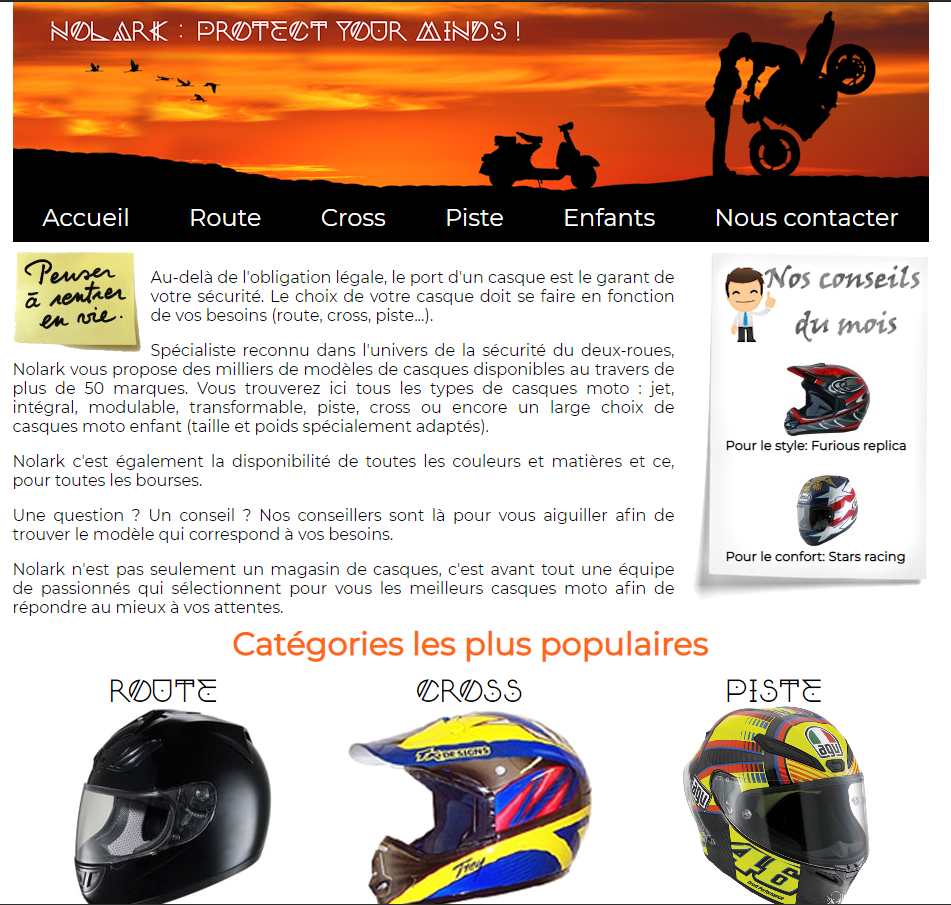 NOLARK : PROTECT YOUR MINDS !
Accueil Route Cross Piste Enfants Nous contacter
Penser
à rentrer
en vie.
Au-delà de l'obligation légale, le port d'un casque est le garant de
votre sécurité. Le choix de votre casque doit se faire en fonction
de vos besoins (route, cross, piste...).
Spécialiste reconnu dans l'univers de la sécurité du deux-roues,
Nolark vous propose des milliers de modèles de casques disponibles au travers de
plus de 50 marques. Vous trouverez ici tous les types de casques moto : jet,
intégral, modulable, transformable, piste, cross ou encore un large choix de
casques moto enfant (taille et poids spécialement adaptés).
Nolark c'est également la disponibilité de toutes les couleurs et matières et ce,
pour toutes les bourses.
Une question ? Un conseil ? Nos conseillers sont là pour vous aiguiller afin de
trouver le modèle qui correspond à vos besoins.
Nolark n'est pas seulement un magasin de casques, c'est avant tout une équipe
de passionnés qui sélectionnent pour vous les meilleurs casques moto afin de
répondre au mieux à vos attentes.
Nos conseils
du mois
Pour le style: Furious replica
Pour le confort: Stars racing
Catégories les plus populaires
ROUTE
CROSS
PISTE
DESIGNS
Trey
agv
agv
46